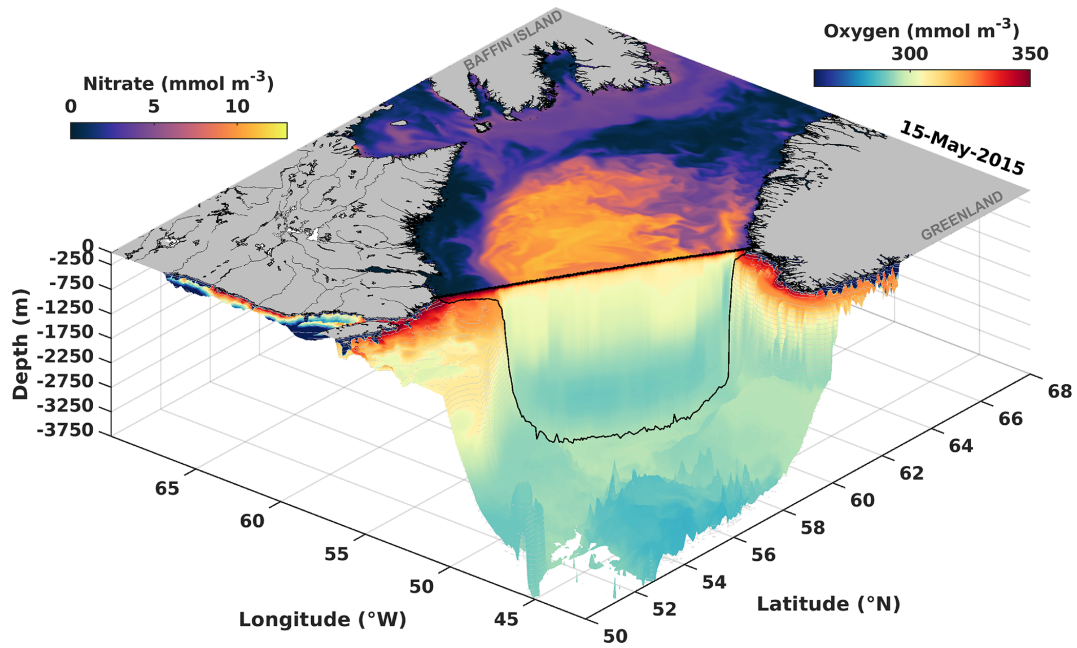 BAFFIN ISLAND
Oxygen (mmol m⁻³)
300 350
Nitrate (mmol m⁻³)
0 5 10
15-May-2015
GREENLAND
0
-250
-750
-1250
-1750
-2250
-2750
-3250
-3750
Depth (m)
65
60
55
50
45
Longitude (°W)
68
66
64
62
60
58
56
54
52
50
Latitude (°N)